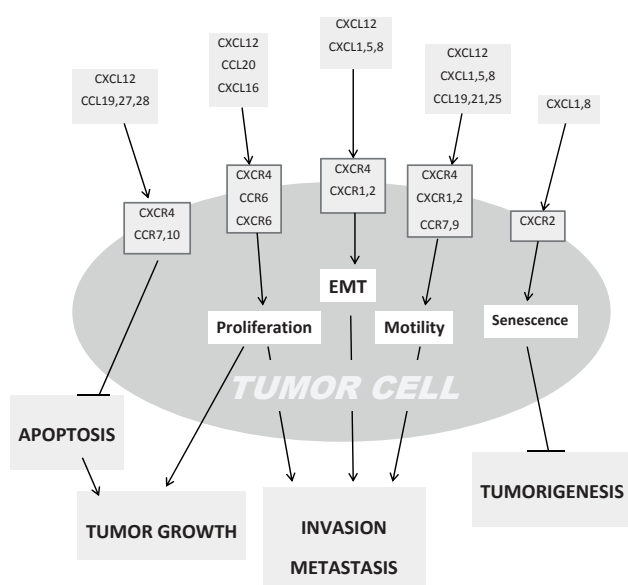 CXCL12
CCL19,27,28
CXCL12
CCL20
CXCL16
CXCL12
CXCL1,5,8
CXCL12
CXCL1,5,8
CCL19,21,25
CXCL1,8
CXCR4
CCR7,10
CXCR4
CCR6
CXCR6
CXCR4
CXCR1,2
CXCR4
CXCR1,2
CCR7,9
CXCR2
EMT
Proliferation
Motility
Senescence
TUMOR CELL
APOPTOSIS
TUMOR GROWTH
INVASION
METASTASIS
TUMORIGENESIS